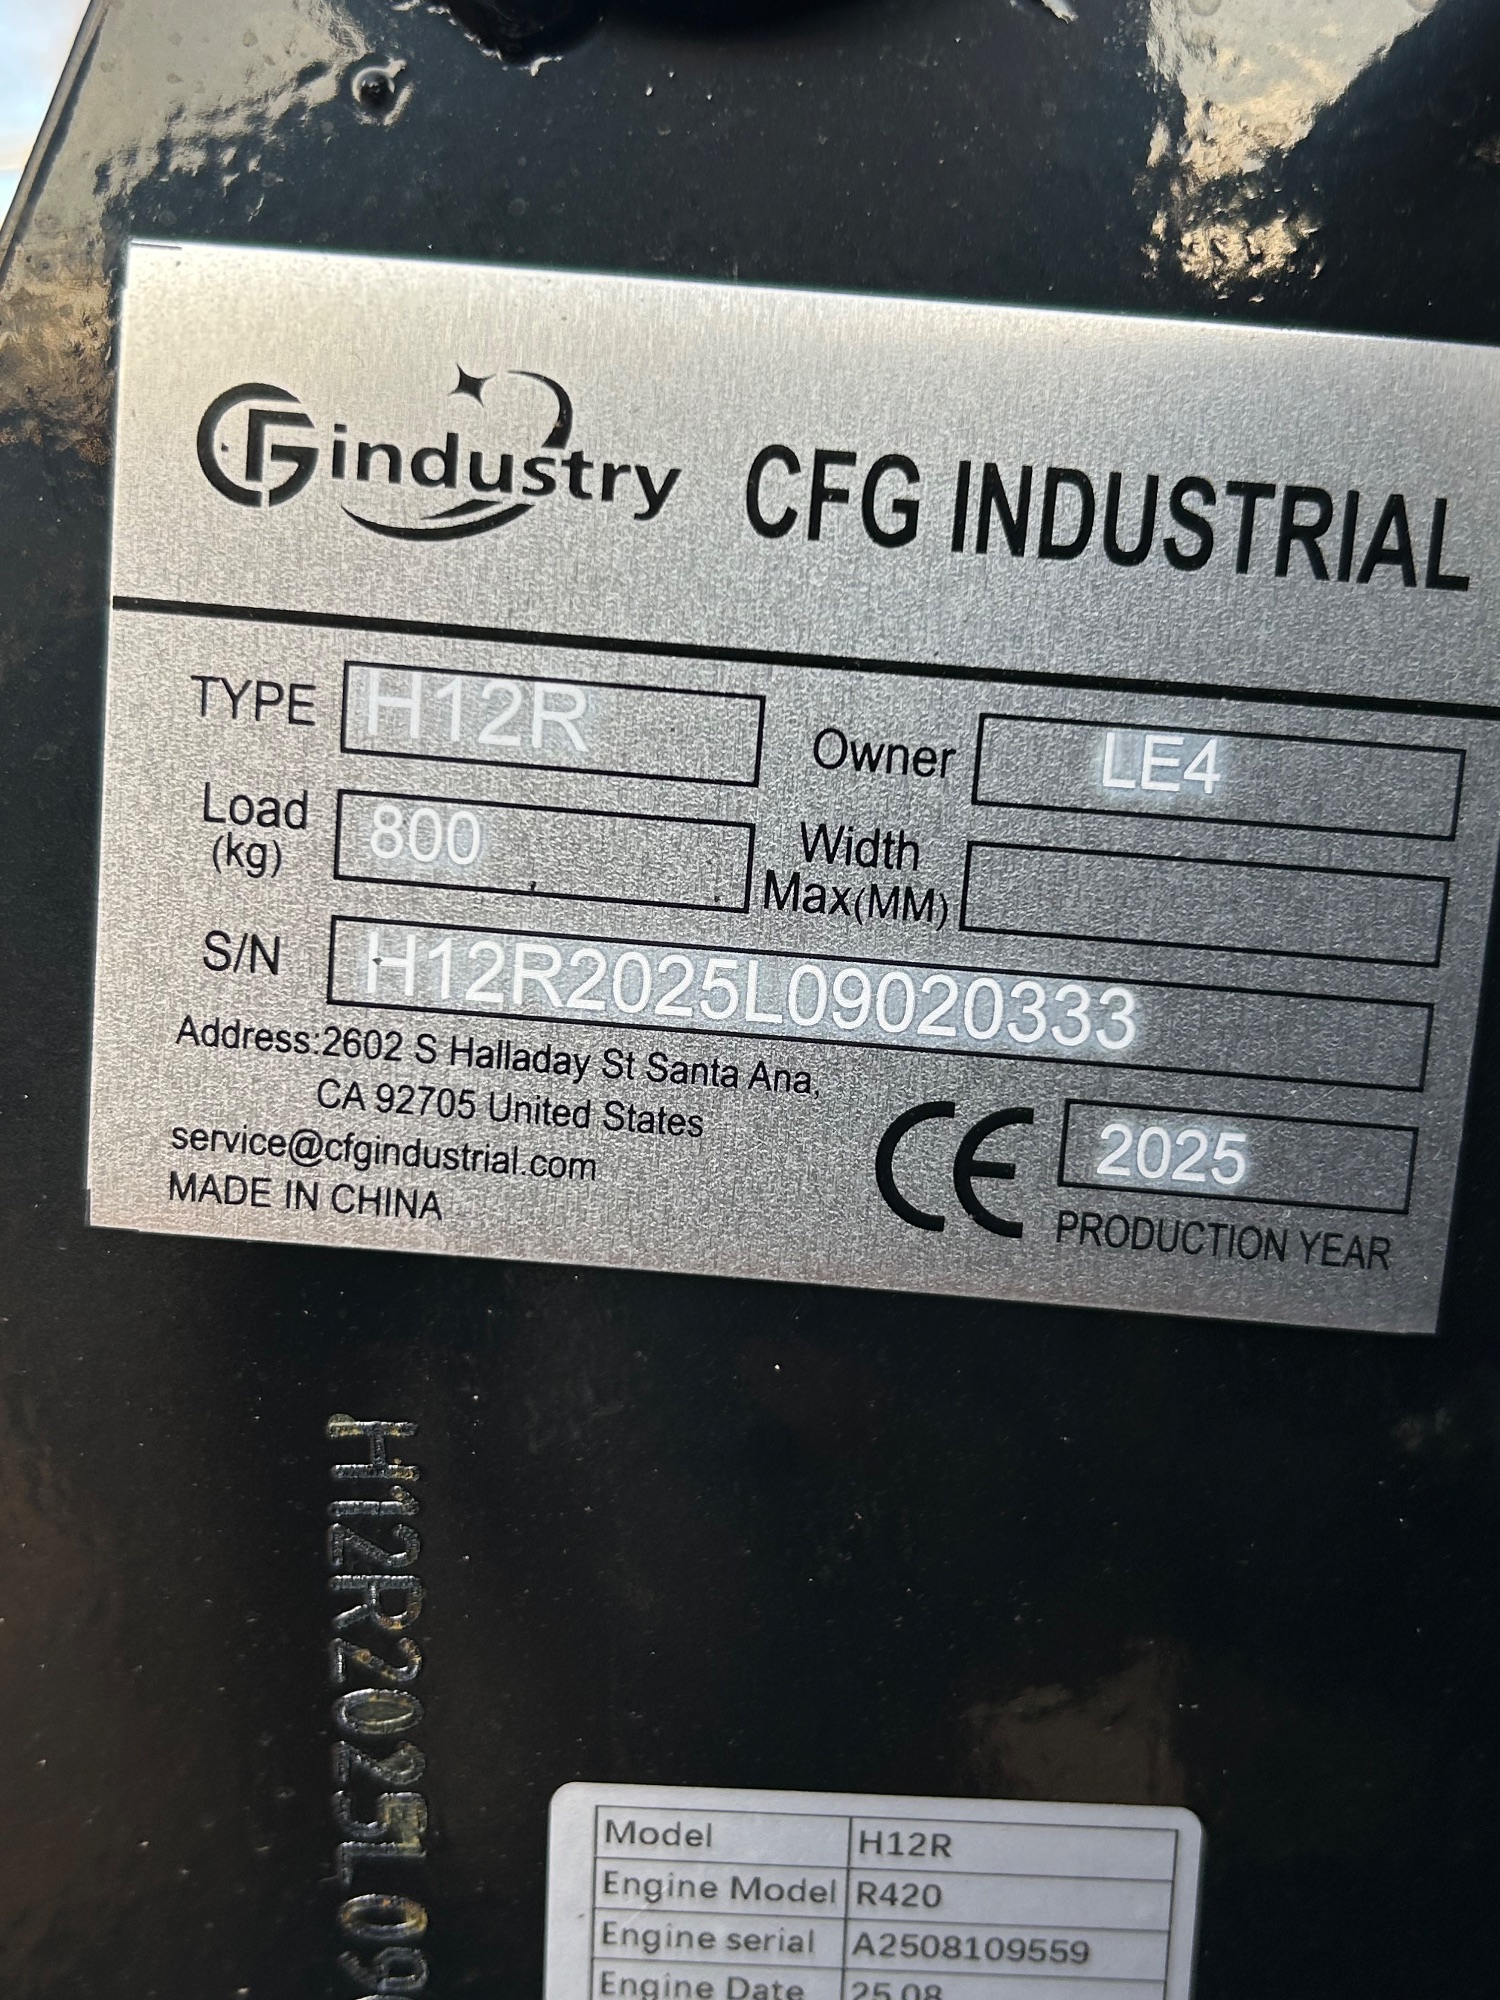 CFGindustry CFG INDUSTRIAL
TYPE H12R Owner LE4
Load (kg) 800 Width Max(MM)
S/N H12R2025L09020333
Address:2602 S Halladay St Santa Ana,
CA 92705 United States
service@cfgindustrial.com
MADE IN CHINA
CE 2025
PRODUCTION YEAR
H12R2025L09
Model H12R
Engine Model R420
Engine serial A2508109559
Engine Date 25.08